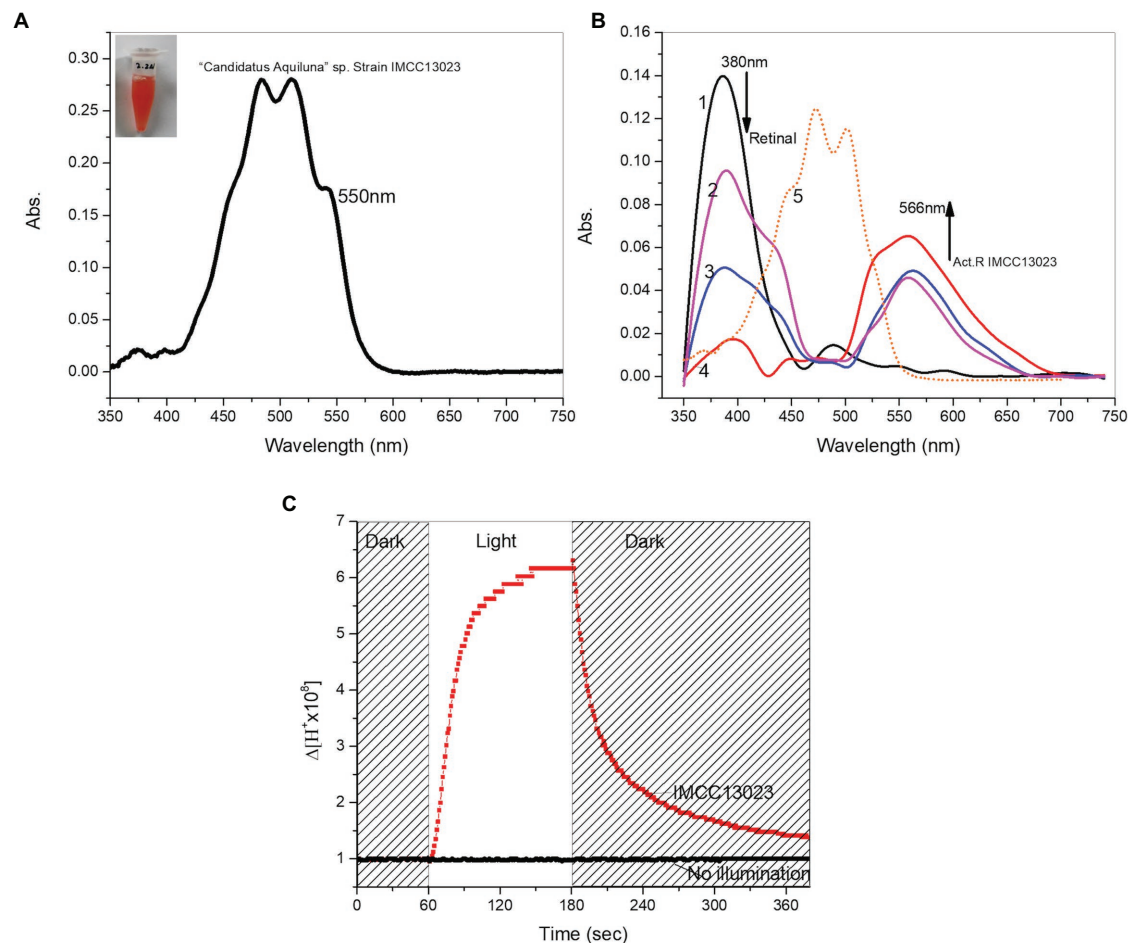 A
0.30
0.25
0.20
0.15
0.10
0.05
0.00
Abs.
"Candidatus Aquiluna" sp. Strain IMCC13023
550nm
350 400 450 500 550 600 650 700 750
Wavelength (nm)
B
0.16
0.14
0.12
0.10
0.08
0.06
0.04
0.02
0.00
Abs.
380nm
1
Retinal
2
5
3
566nm
Act.R IMCC13023
4
350 400 450 500 550 600 650 700 750
Wavelength (nm)
C
7
6
5
4
3
2
1
Δ[H⁺x10⁸]
Dark
Light
Dark
IMCC13023
No illumination
0 60 120 180 240 300 360
Time (sec)